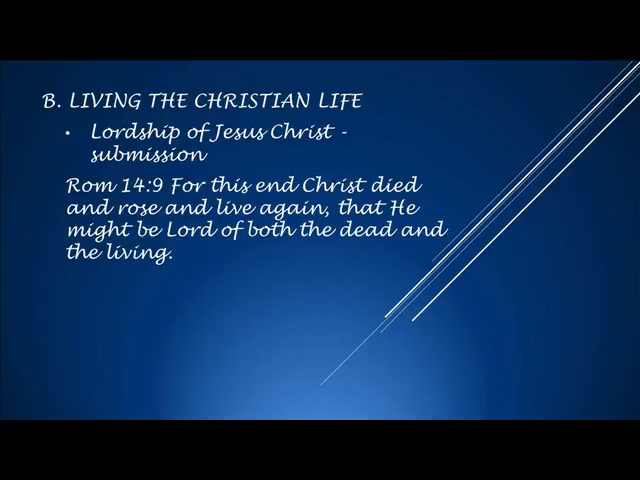 B. LIVING THE CHRISTIAN LIFE
• Lordship of Jesus Christ -
submission
Rom 14:9 For this end Christ died
and rose and live again, that He
might be Lord of both the dead and
the living.